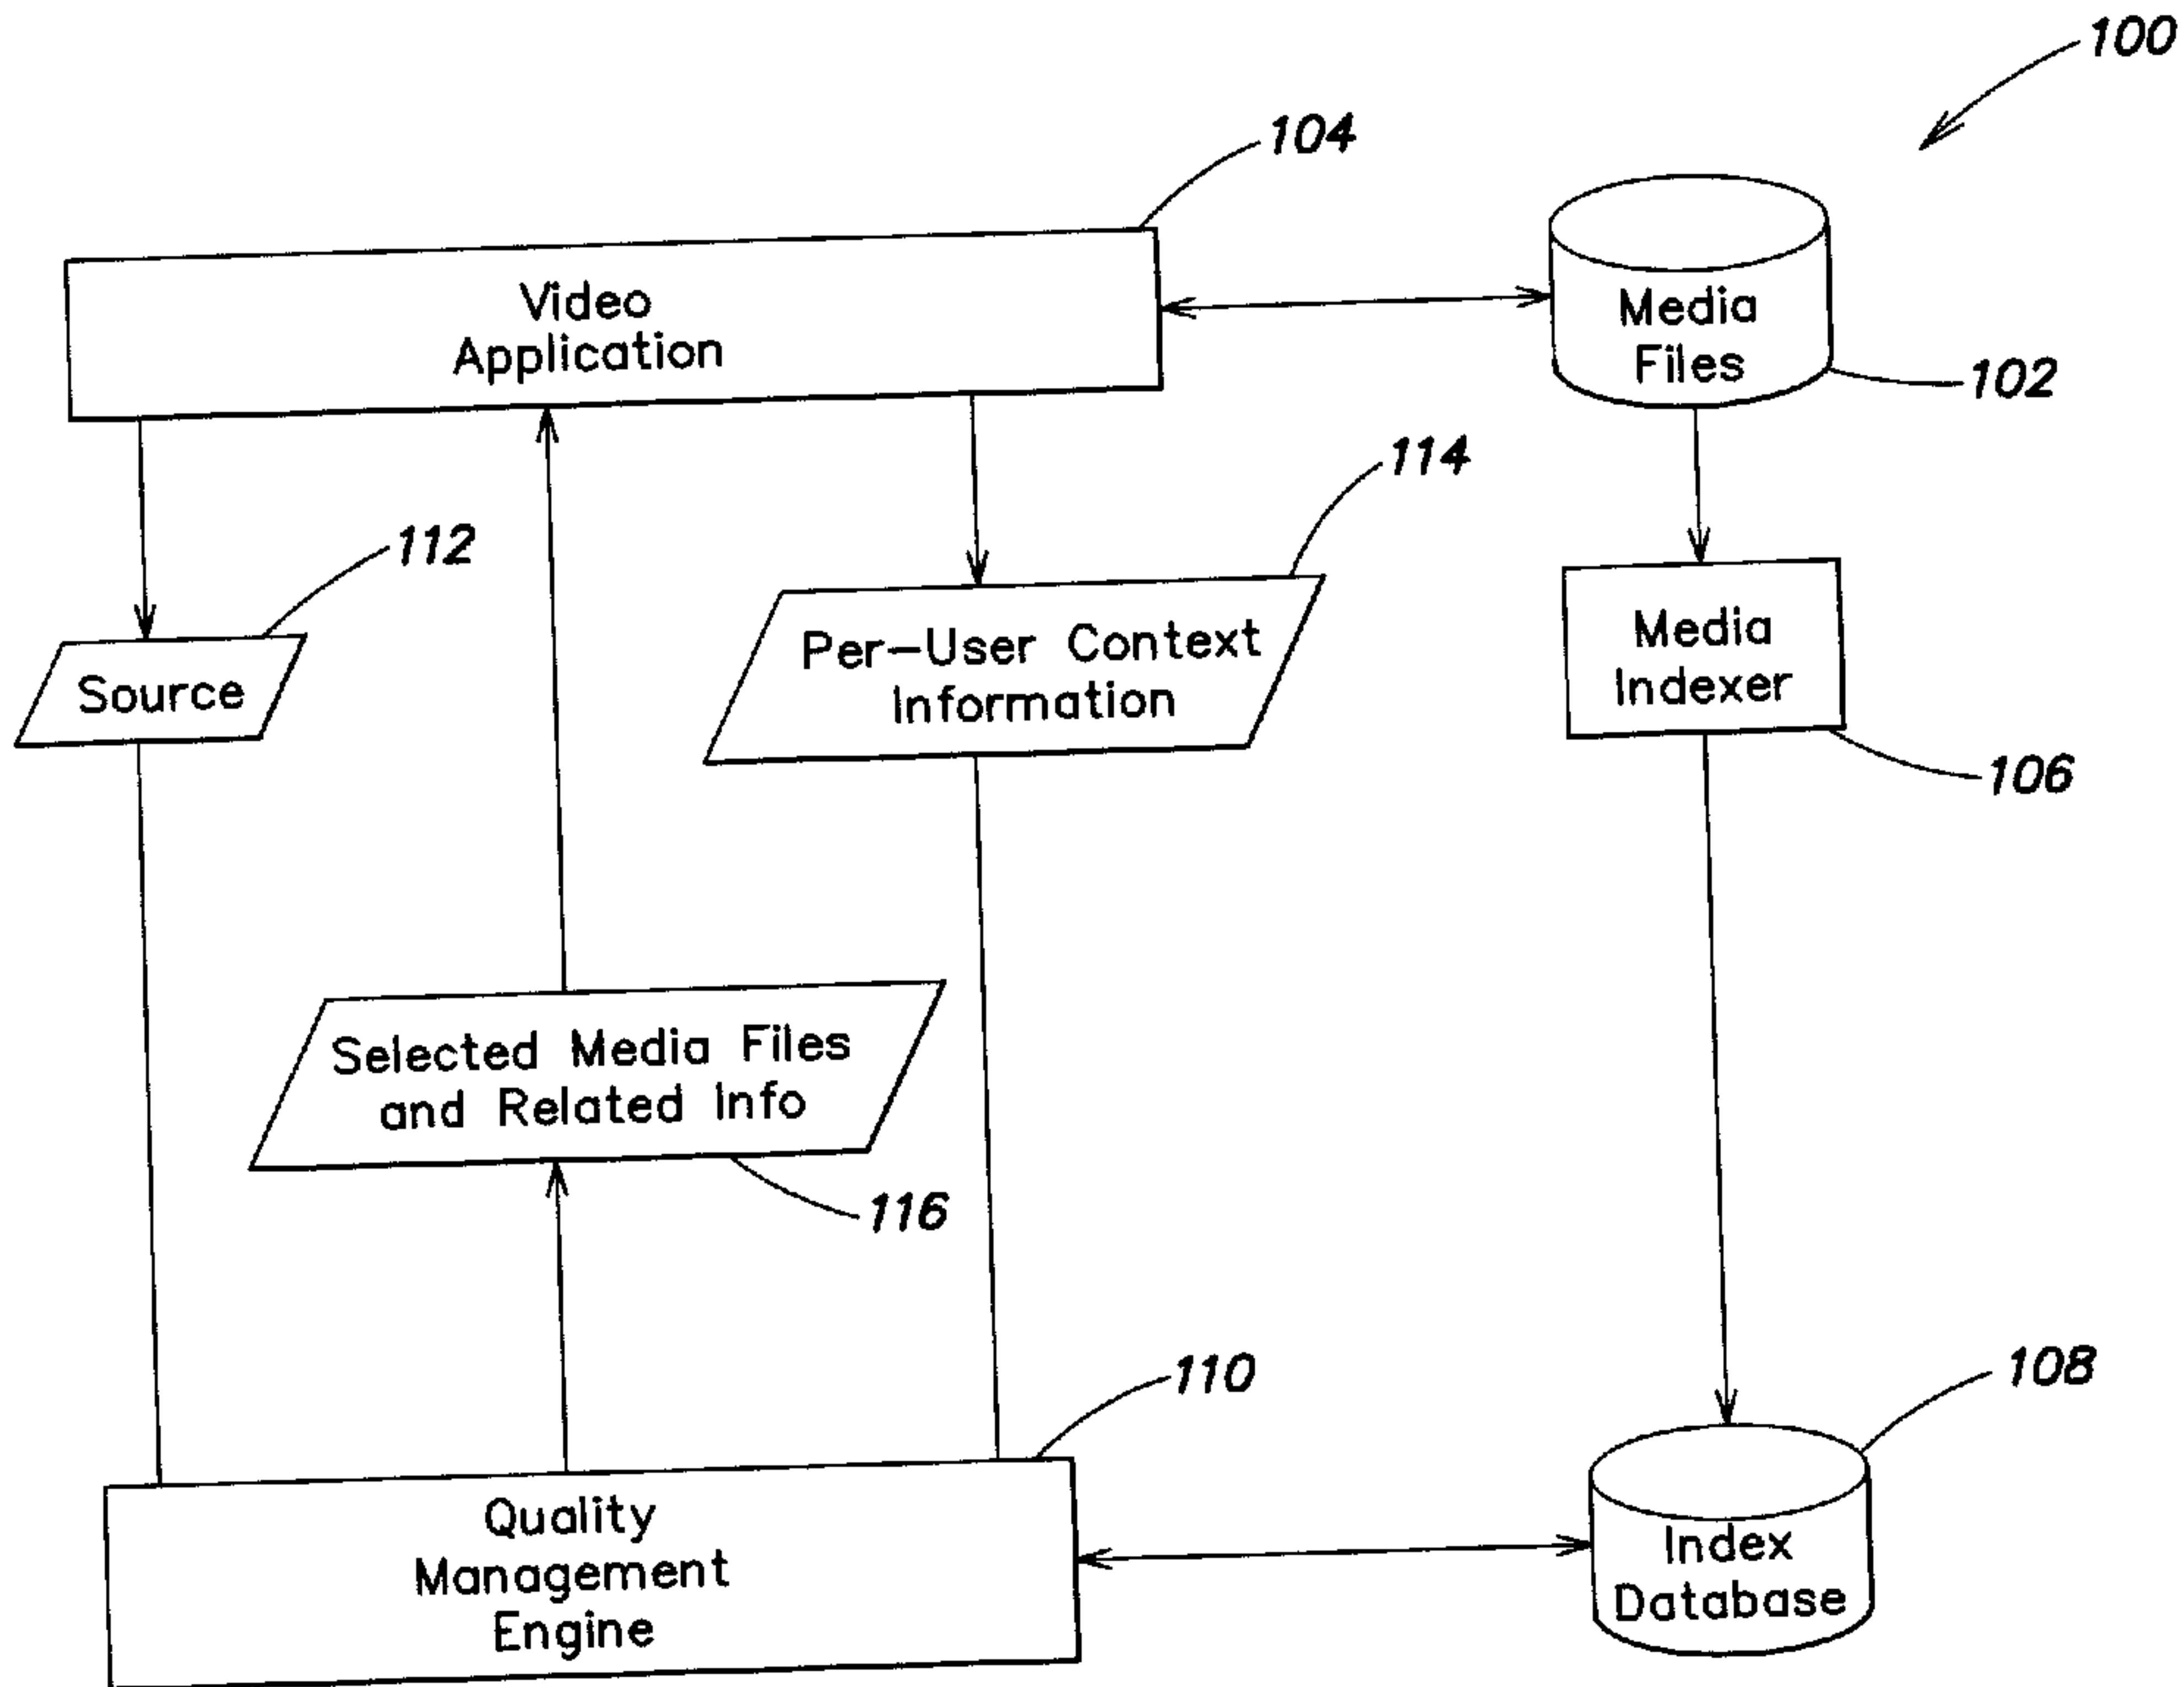 100
104
Video
Application
Media
Files
102
114
112
Per-User Context
Information
Source
Media
Indexer
106
Selected Media Files
and Related Info
116
110
108
Quality
Management
Engine
Index
Database